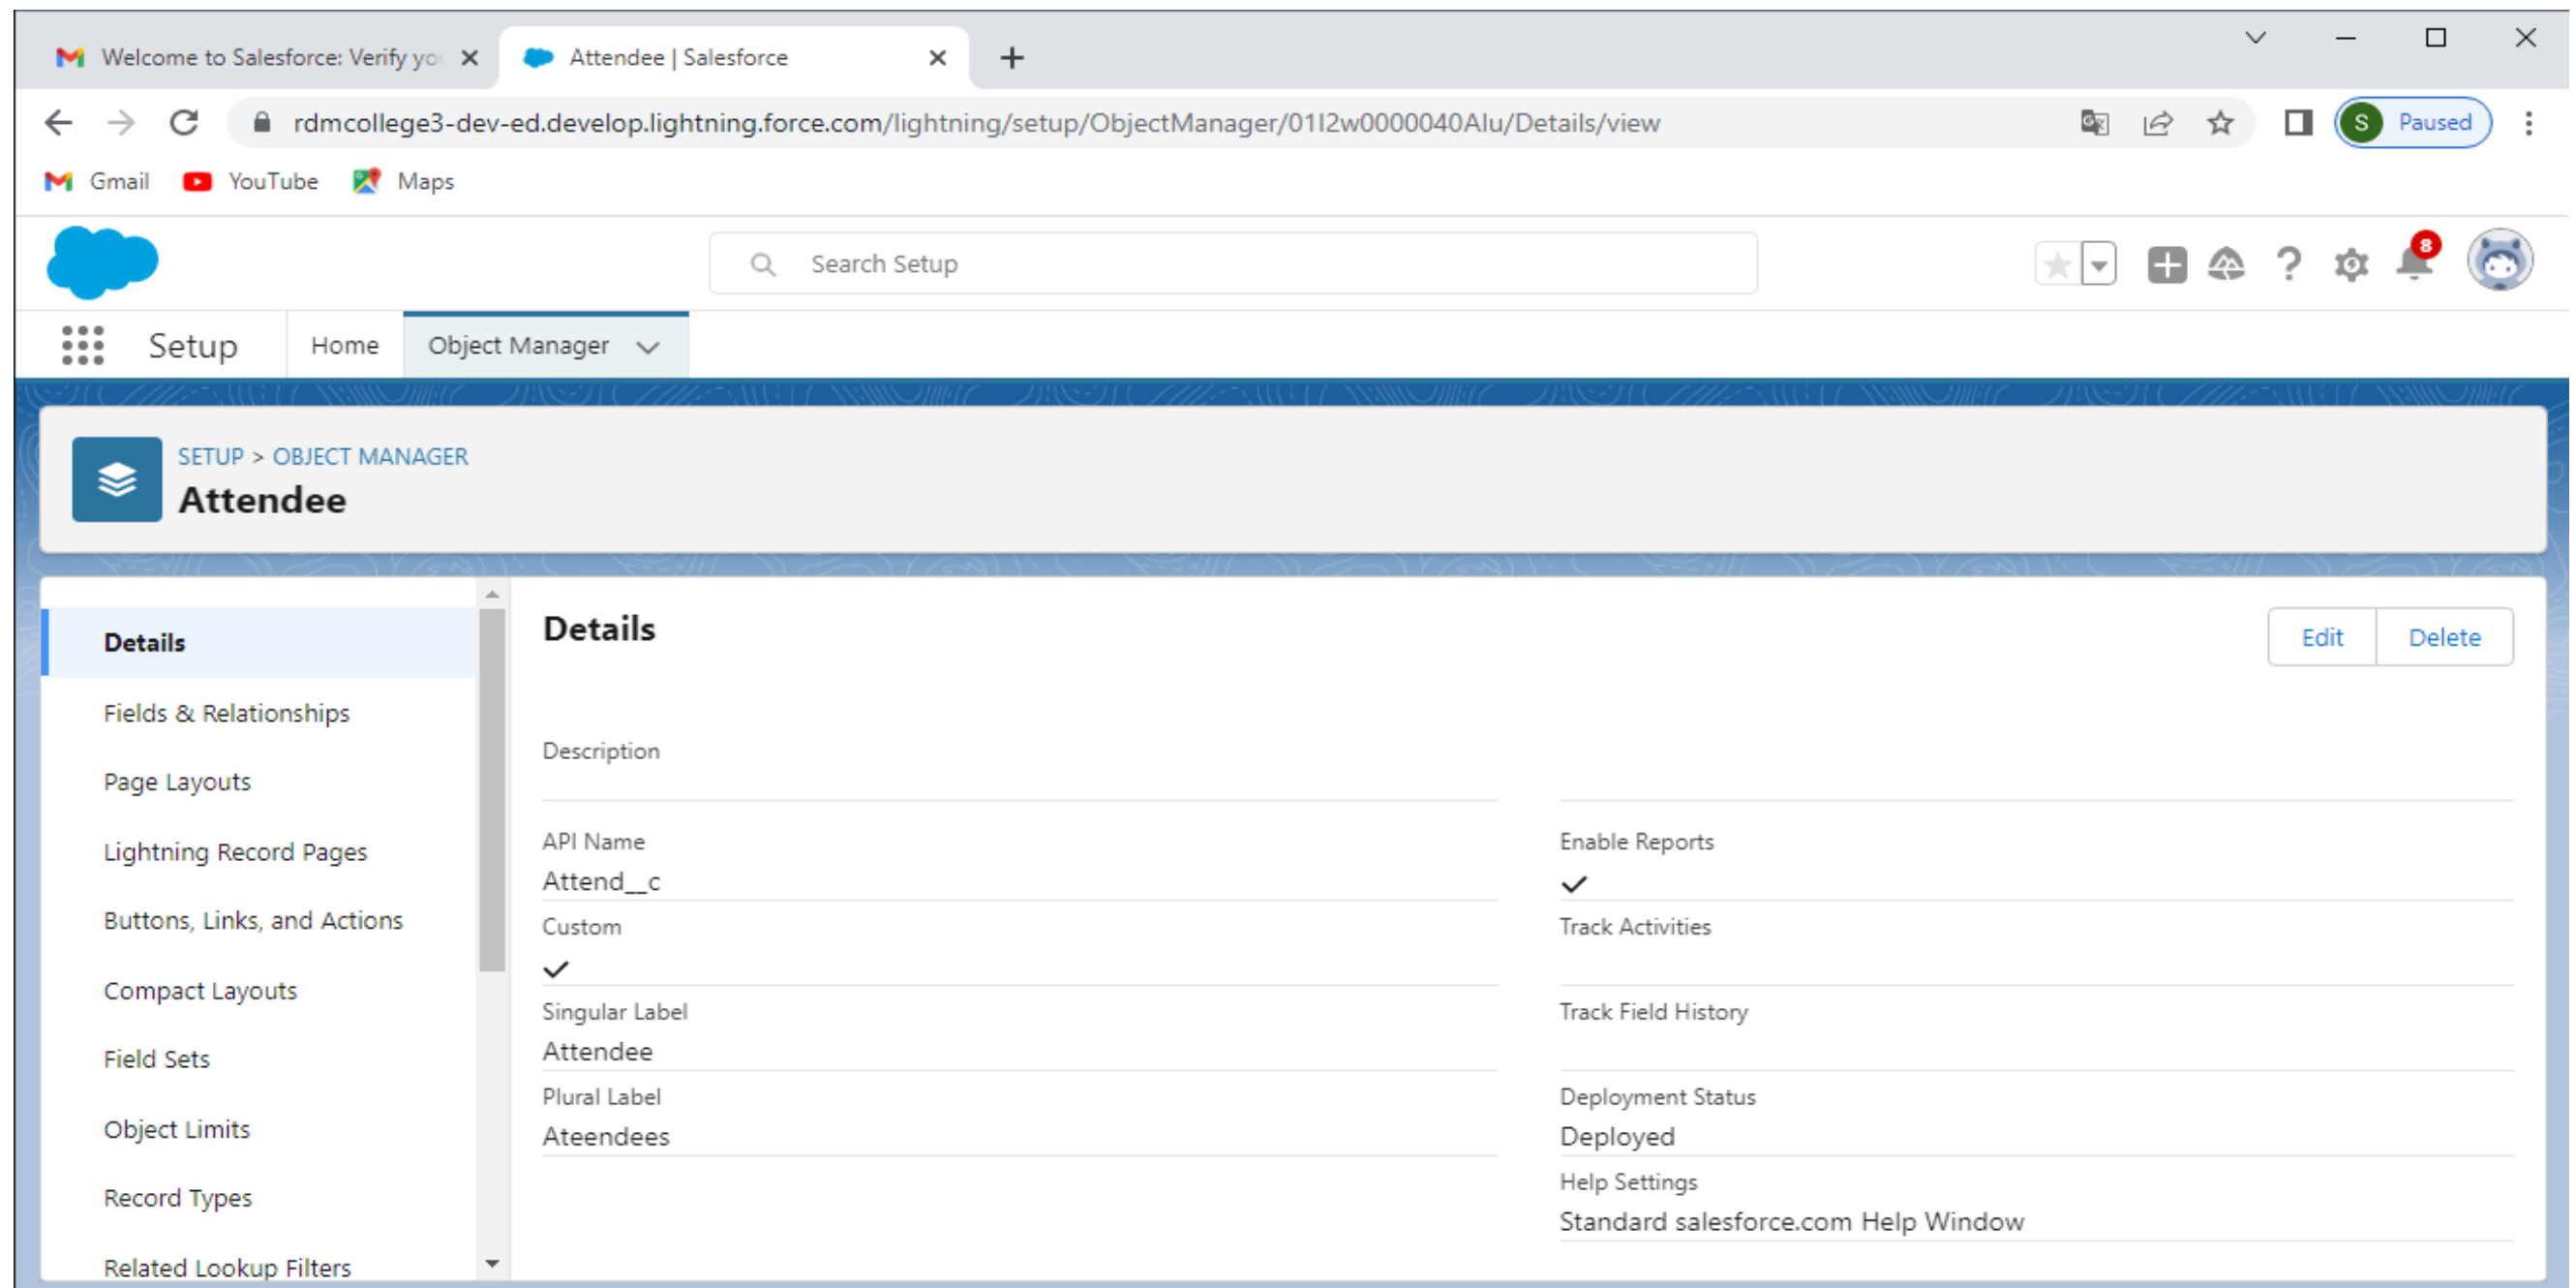 Welcome to Salesforce: Verify you
Attendee | Salesforce
rdmcollege3-dev-ed.develop.lightning.force.com/lightning/setup/ObjectManager/01I2w0000040Alu/Details/view
S Paused
Gmail YouTube Maps
Search Setup
8
Setup Home Object Manager
SETUP > OBJECT MANAGER
Attendee
Details
Fields & Relationships
Page Layouts
Lightning Record Pages
Buttons, Links, and Actions
Compact Layouts
Field Sets
Object Limits
Record Types
Related Lookup Filters
Details
Edit Delete
Description
API Name
Attend__c
Custom
Singular Label
Attendee
Plural Label
Ateendees
Enable Reports
Track Activities
Track Field History
Deployment Status
Deployed
Help Settings
Standard salesforce.com Help Window